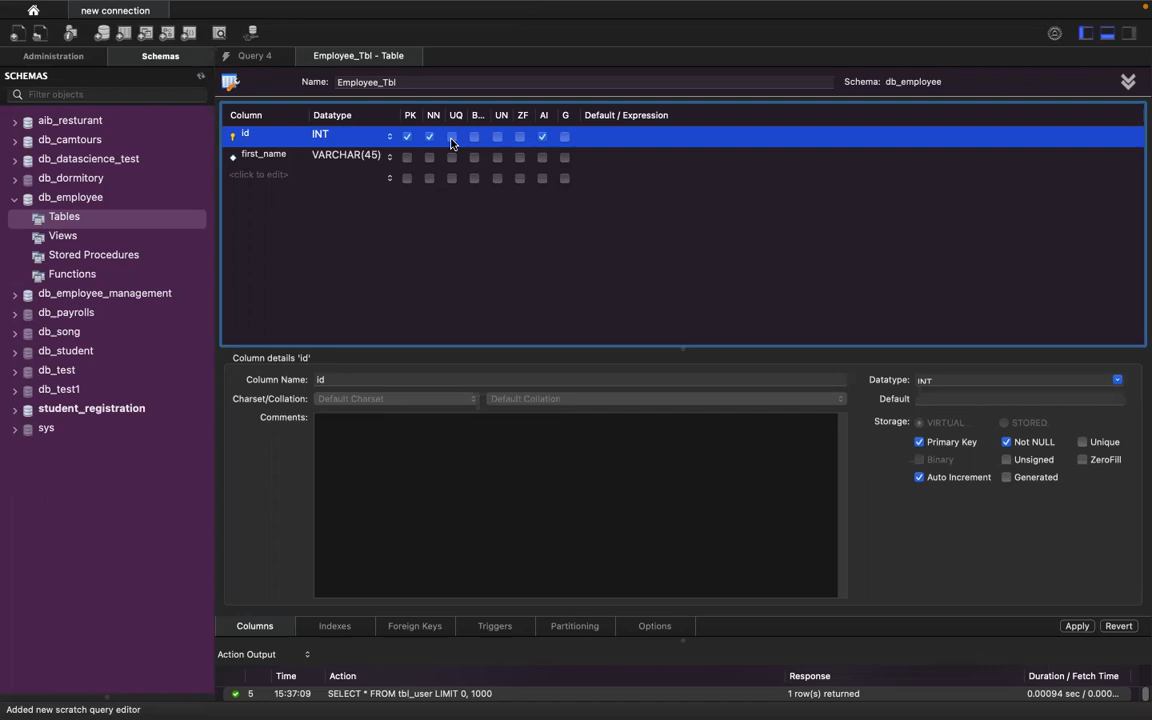 new connection
Administration
Schemas
Query 4
Employee_Tbl - Table
SCHEMAS
Filter objects
aib_resturant
db_camtours
db_datascience_test
db_dormitory
db_employee
Tables
Views
Stored Procedures
Functions
db_employee_management
db_payrolls
db_song
db_student
db_test
db_test1
student_registration
sys
Name: Employee_Tbl
Schema: db_employee
Column Datatype PK NN UQ B... UN ZF AI G Default / Expression
id INT
first_name VARCHAR(45)
<click to edit>
Column details 'id'
Column Name: id
Charset/Collation: Default Charset Default Collation
Comments:
Datatype: INT
Default
Storage: VIRTUAL STORED
Primary Key Not NULL Unique
Binary Unsigned ZeroFill
Auto Increment Generated
Columns Indexes Foreign Keys Triggers Partitioning Options Apply Revert
Action Output
Time Action Response Duration / Fetch Time
5 15:37:09 SELECT * FROM tbl_user LIMIT 0, 1000 1 row(s) returned 0.00094 sec / 0.000...
Added new scratch query editor